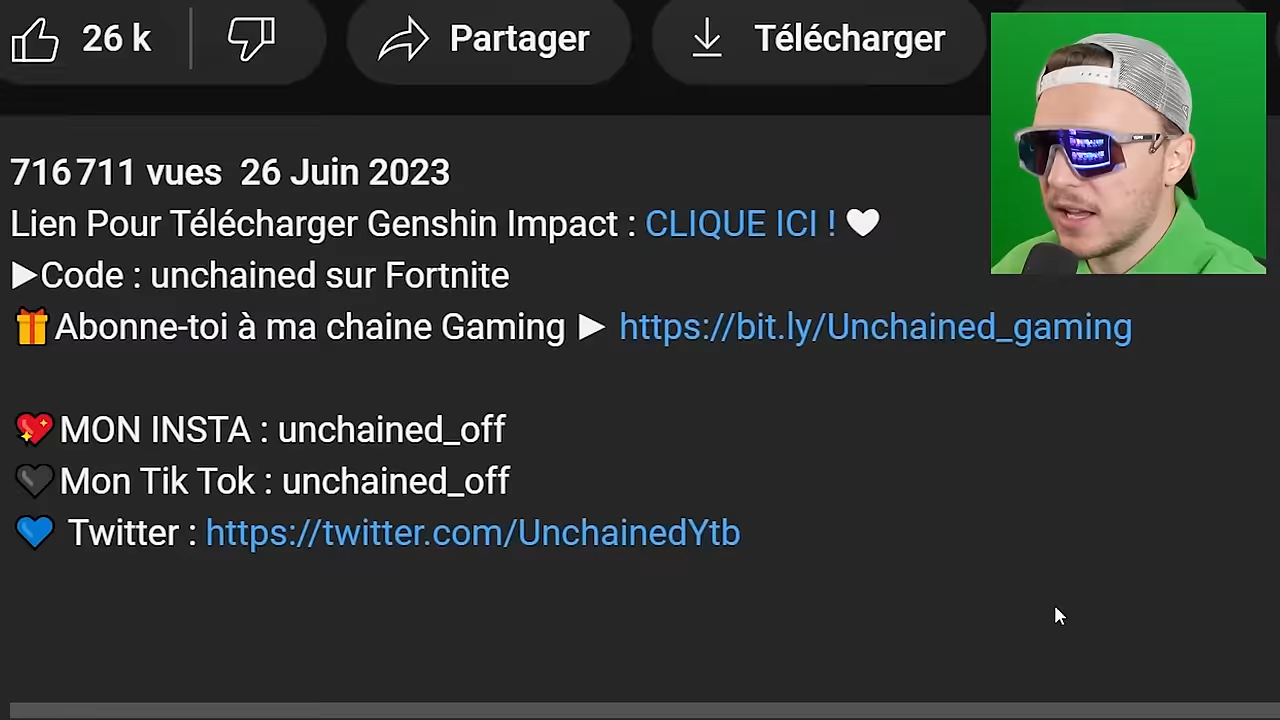 26 k
Partager
Télécharger
716 711 vues 26 Juin 2023
Lien Pour Télécharger Genshin Impact : CLIQUE ICI ! 🤍
▶Code : unchained sur Fortnite
🎁Abonne-toi à ma chaine Gaming ► https://bit.ly/Unchained_gaming
💖MON INSTA : unchained_off
🖤Mon Tik Tok : unchained_off
💙 Twitter : https://twitter.com/UnchainedYtb